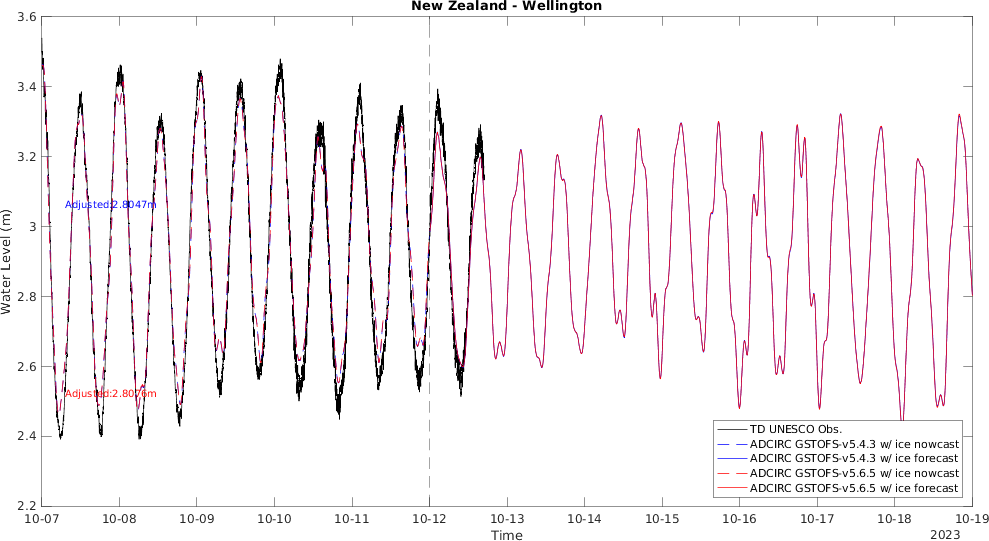 New Zealand - Wellington
3.6
3.4
3.2
3
2.8
2.6
2.4
2.2
Water Level (m)
Adjusted:2.8047m
Adjusted:2.8076m
TD UNESCO Obs.
ADCIRC GSTOFS-v5.4.3 w/ ice nowcast
ADCIRC GSTOFS-v5.4.3 w/ ice forecast
ADCIRC GSTOFS-v5.6.5 w/ ice nowcast
ADCIRC GSTOFS-v5.6.5 w/ ice forecast
10-07 10-08 10-09 10-10 10-11 10-12 10-13 10-14 10-15 10-16 10-17 10-18 10-19
Time
2023